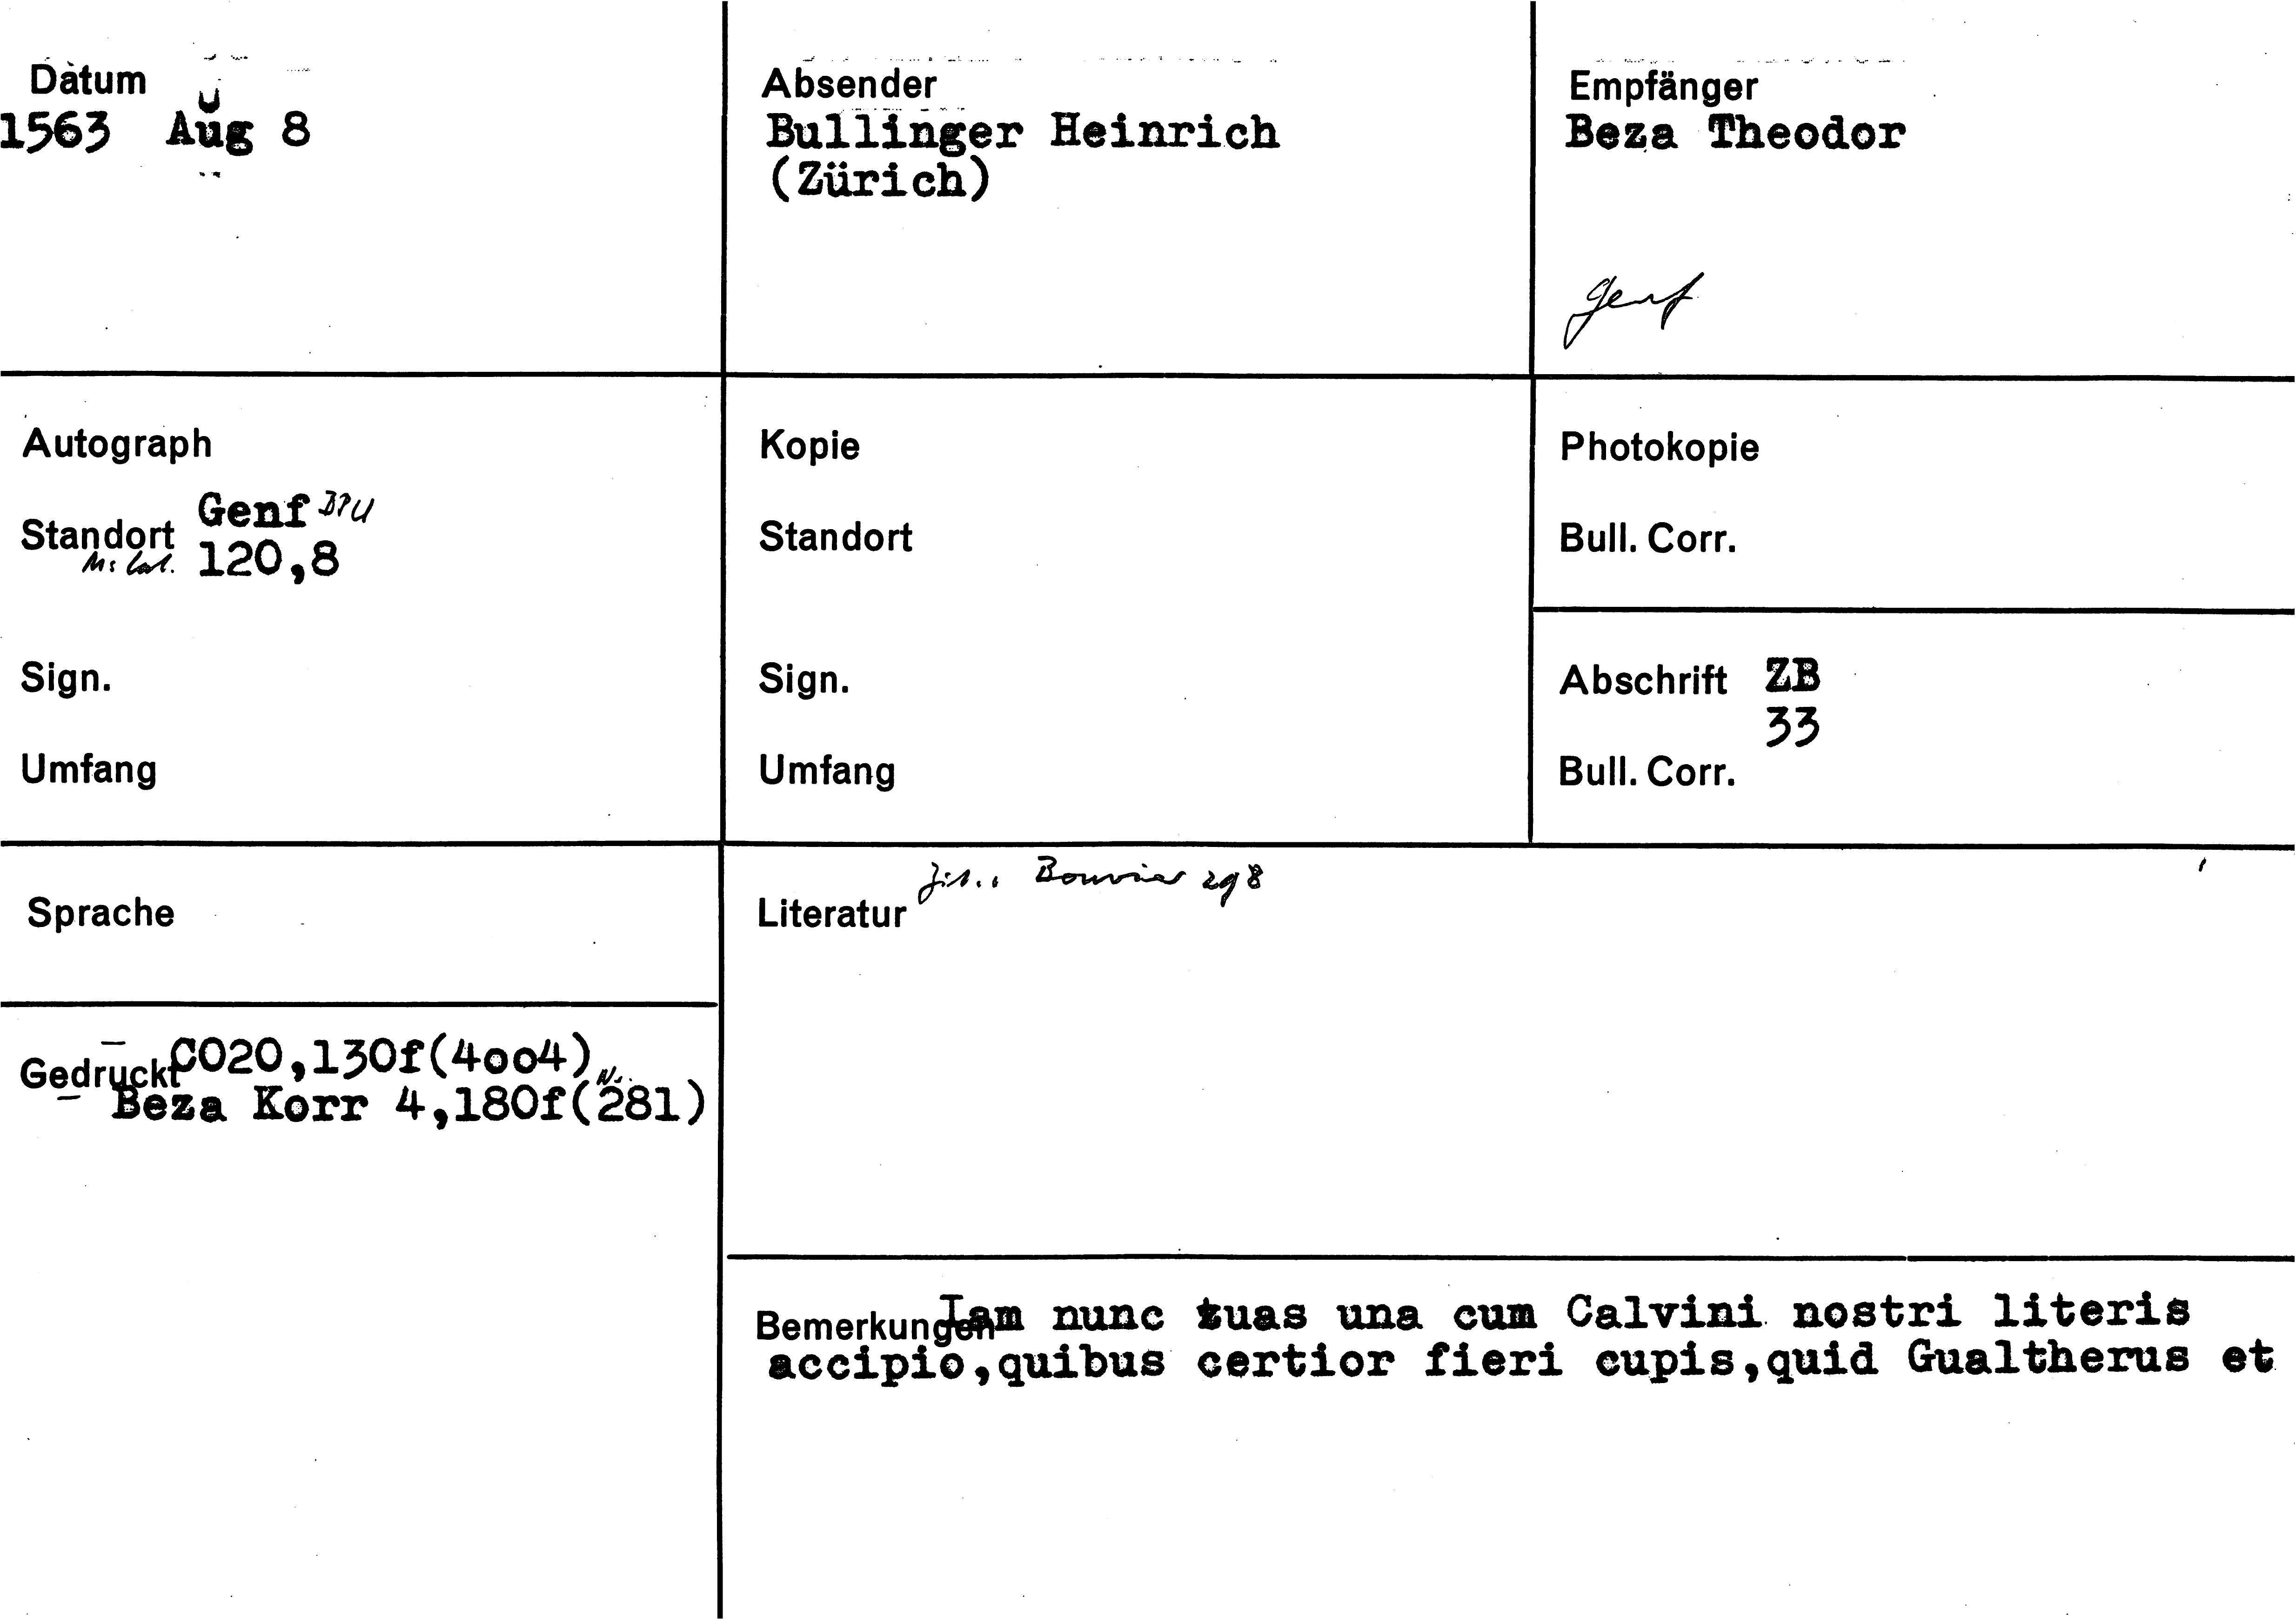 Datum
1563 Aug 8
Absender
Bullinger Heinrich
(Zürich)
Empfänger
Beza Theodor
Genf
Autograph
Standort Genf BPU
Ms lat. 120,8
Sign.
Umfang
Kopie
Standort
Sign.
Umfang
Photokopie
Bull. Corr.
Abschrift ZB
33
Bull. Corr.
Sprache
Gedruckt
- CO20,130f(4oo4)
- Beza Korr 4,180f(281)
Nr.
Literatur
Zit.: Bouvier 298
Bemerkungen
Iam nunc tuas una cum Calvini nostri literis
accipio,quibus certior fieri cupis,quid Gualtherus et